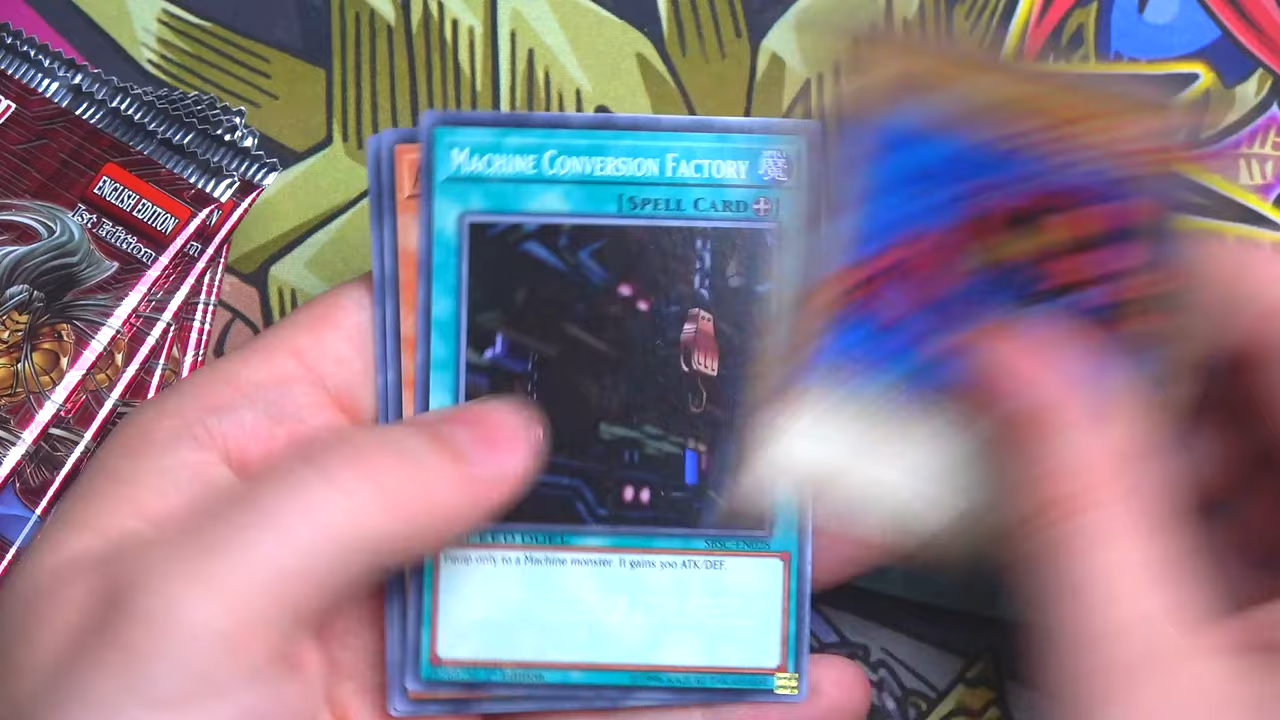 ENGLISH EDITION
1st Edition
MACHINE CONVERSION FACTORY
[SPELL CARD
Equip only to a Machine monster. It gains 300 ATK/DEF.
Edition